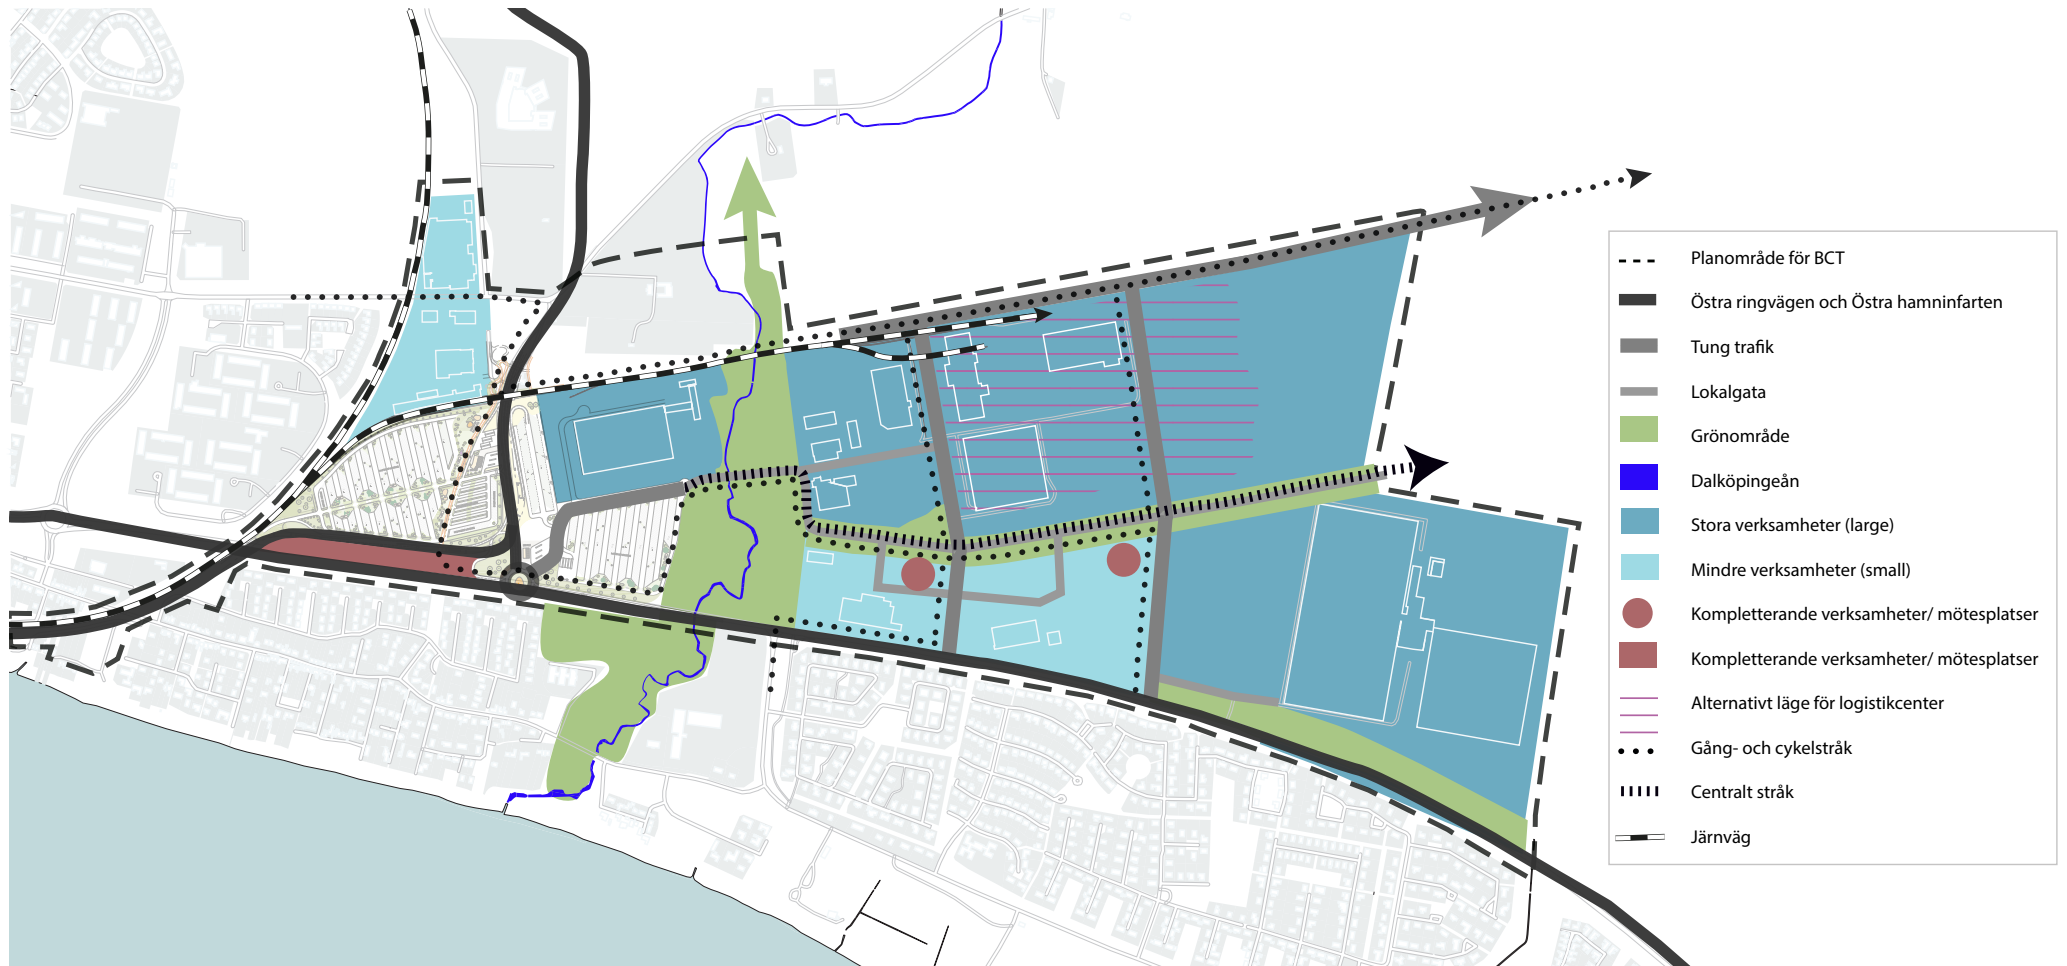 Planområde för BCT
Östra ringvägen och Östra hamninfarten
Tung trafik
Lokalgata
Grönområde
Dalköpingeån
Stora verksamheter (large)
Mindre verksamheter (small)
Kompletterande verksamheter/ mötesplatser
Kompletterande verksamheter/ mötesplatser
Alternativt läge för logistikcenter
Gång- och cykelstråk
Centralt stråk
Järnväg